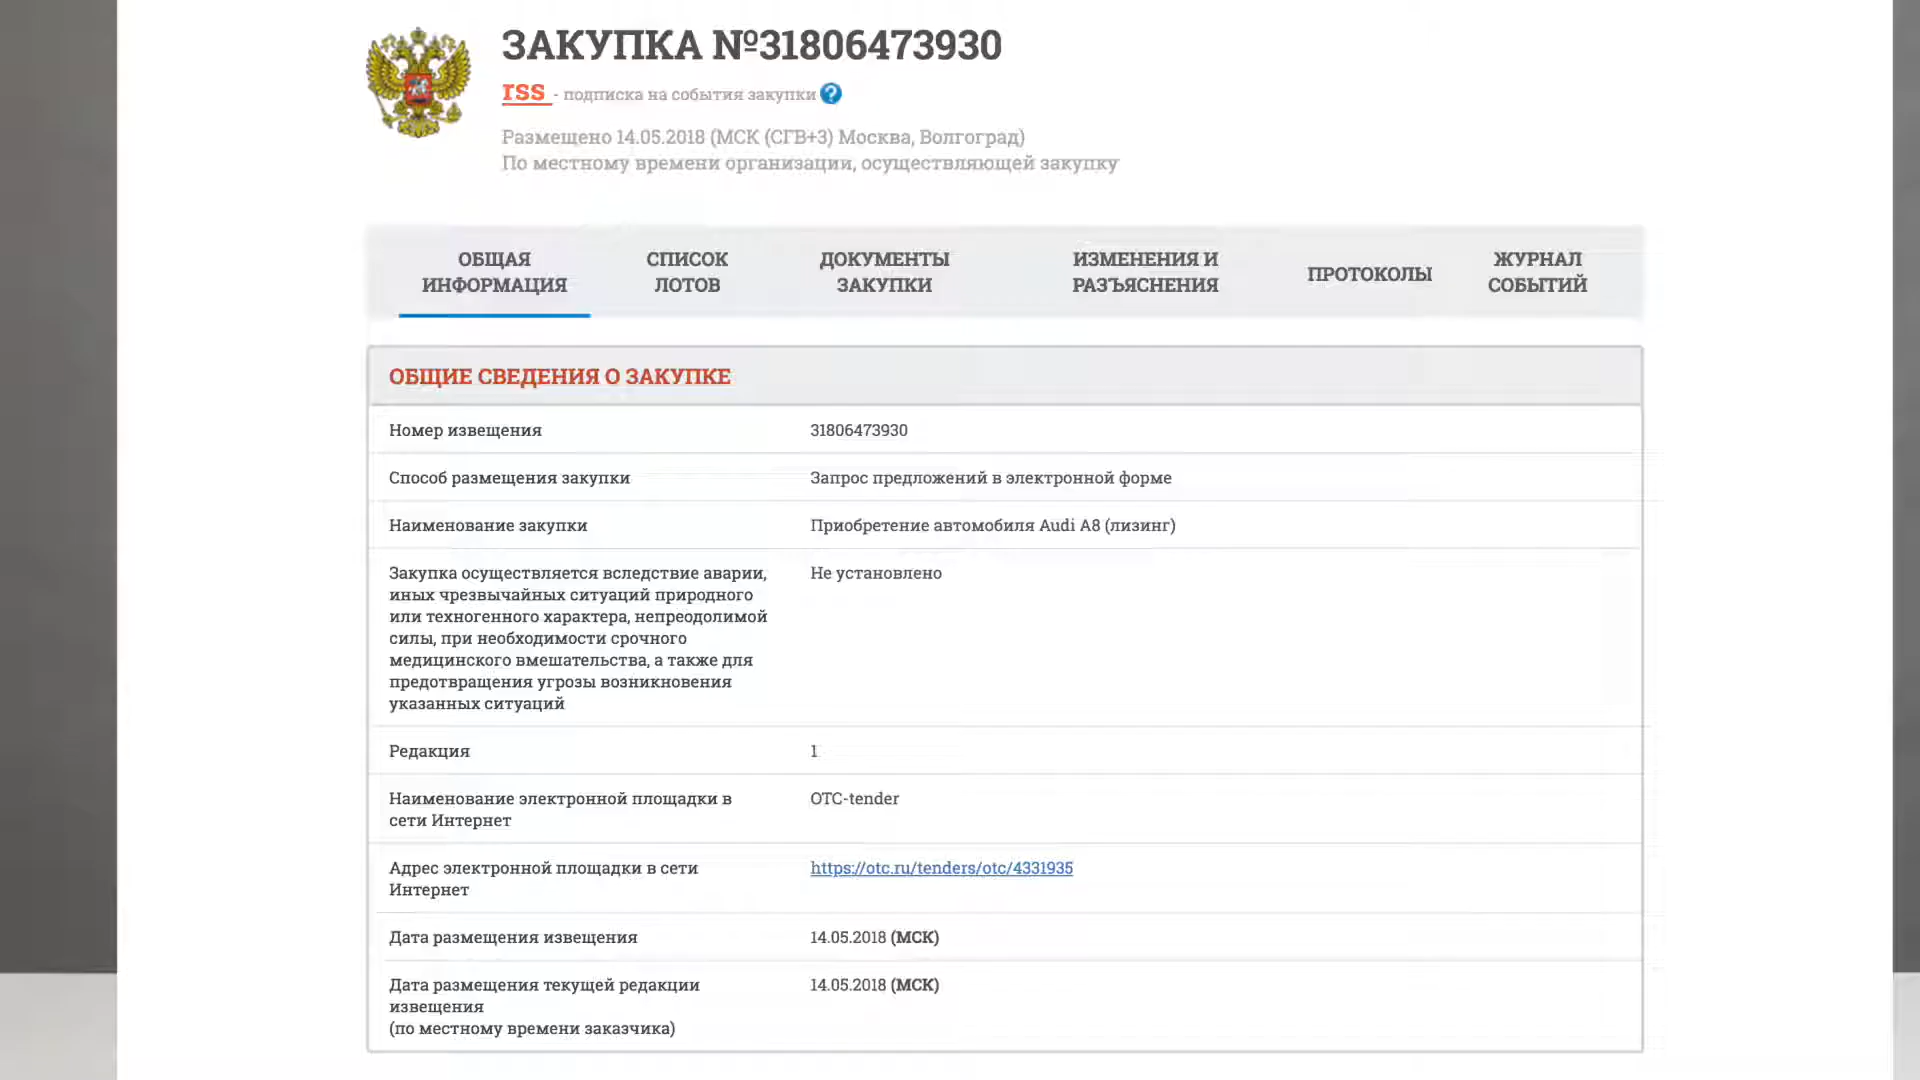 ЗАКУПКА №31806473930
rss - подписка на события закупки ?
Размещено 14.05.2018 (МСК (СГВ+3) Москва, Волгоград)
По местному времени организации, осуществляющей закупку
ОБЩАЯ
ИНФОРМАЦИЯ
СПИСОК
ЛОТОВ
ДОКУМЕНТЫ
ЗАКУПКИ
ИЗМЕНЕНИЯ И
РАЗЪЯСНЕНИЯ
ПРОТОКОЛЫ
ЖУРНАЛ
СОБЫТИЙ
ОБЩИЕ СВЕДЕНИЯ О ЗАКУПКЕ
Номер извещения
31806473930
Способ размещения закупки
Запрос предложений в электронной форме
Наименование закупки
Приобретение автомобиля Audi A8 (лизинг)
Закупка осуществляется вследствие аварии,
иных чрезвычайных ситуаций природного
или техногенного характера, непреодолимой
силы, при необходимости срочного
медицинского вмешательства, а также для
предотвращения угрозы возникновения
указанных ситуаций
Не установлено
Редакция
1
Наименование электронной площадки в
сети Интернет
OTC-tender
Адрес электронной площадки в сети
Интернет
https://otc.ru/tenders/otc/4331935
Дата размещения извещения
14.05.2018 (МСК)
Дата размещения текущей редакции
извещения
(по местному времени заказчика)
14.05.2018 (МСК)